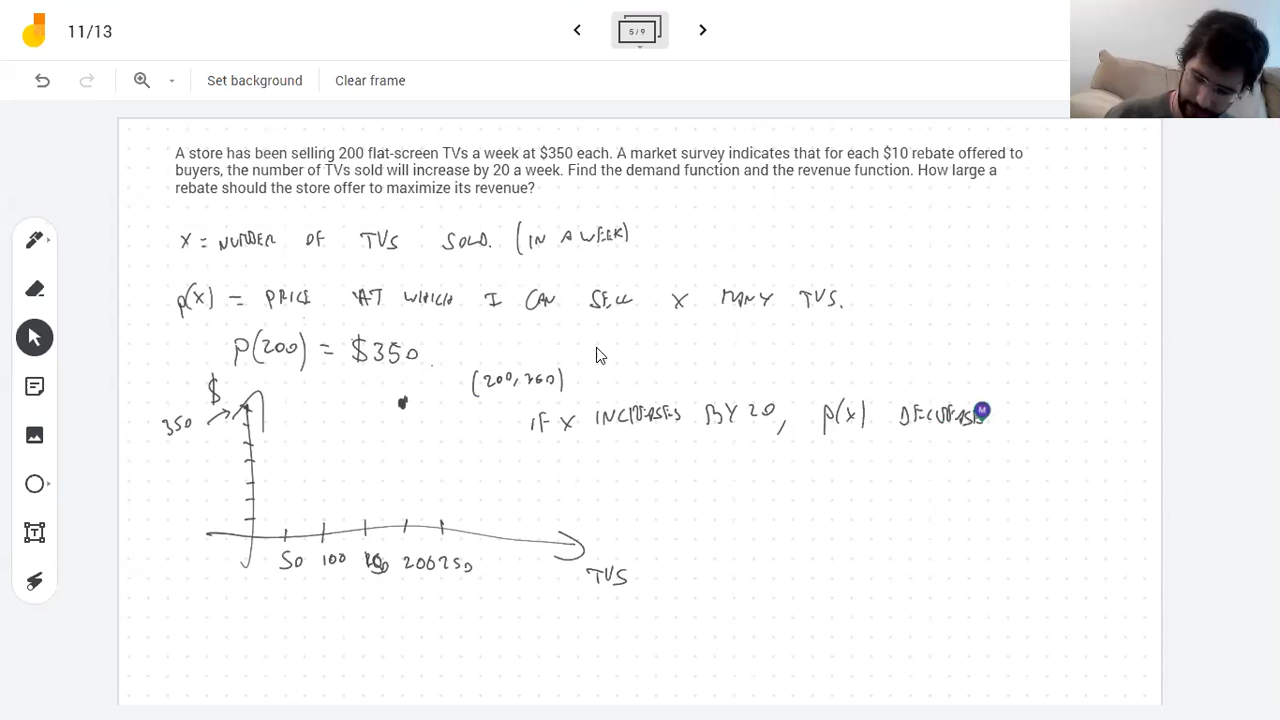 11/13
5 / 9
Set background
Clear frame
A store has been selling 200 flat-screen TVs a week at $350 each. A market survey indicates that for each $10 rebate offered to
buyers, the number of TVs sold will increase by 20 a week. Find the demand function and the revenue function. How large a
rebate should the store offer to maximize its revenue?
X = NUMBER OF TVS SOLD. (IN A WEEK)
p(x) = PRICE AT WHICH I CAN SELL X MANY TVS.
P(200) = $350
$
(200, 350)
350
IF X INCREASES BY 20, p(x) DECREASES
M
50 100 150 200 250
TVS